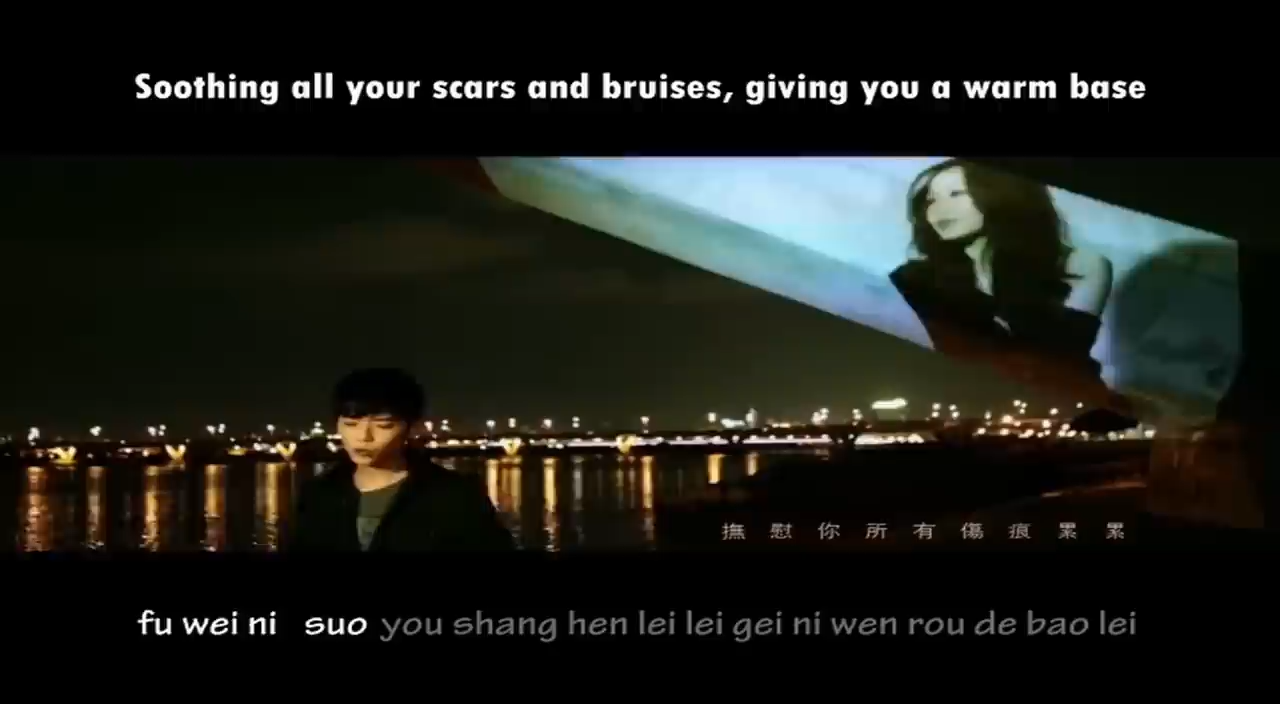 Soothing all your scars and bruises, giving you a warm base
撫慰你所有傷痕累累
fu wei ni suo you shang hen lei lei gei ni wen rou de bao lei